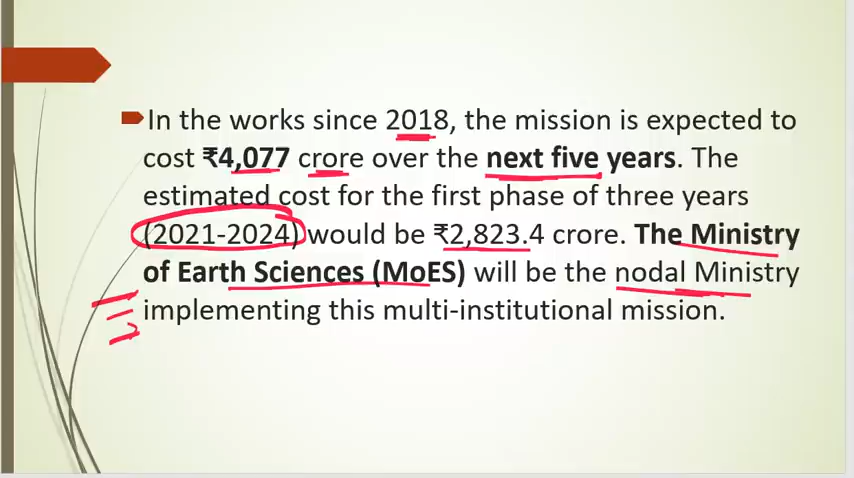 In the works since 2018, the mission is expected to
cost ₹4,077 crore over the next five years. The
estimated cost for the first phase of three years
(2021-2024) would be ₹2,823.4 crore. The Ministry
of Earth Sciences (MoES) will be the nodal Ministry
implementing this multi-institutional mission.